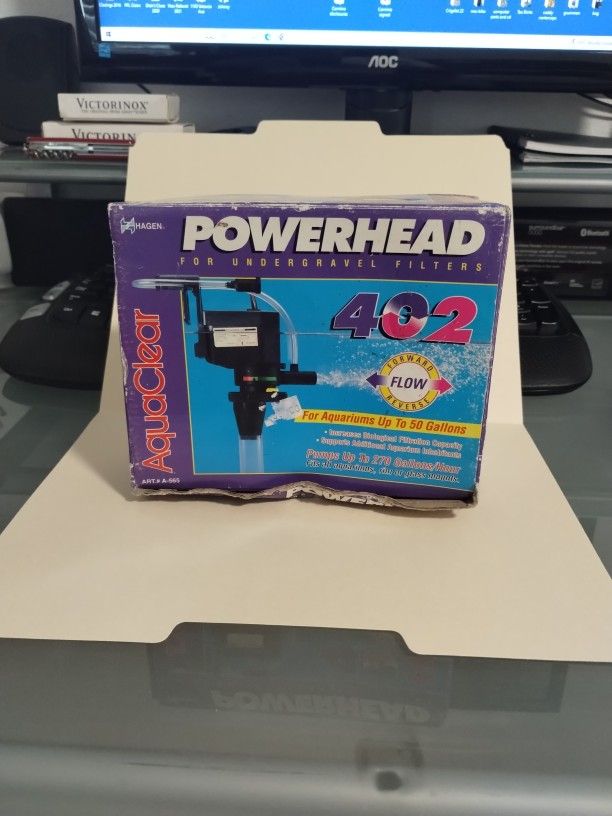 AOC
VICTORINOX
VICTORIN
Bluetooth
HAGEN
POWERHEAD
FOR UNDERGRAVEL FILTERS
402
AquaClear
FORWARD
FLOW
REVERSE
For Aquariums Up To 50 Gallons
• Increases Biological Filtration Capacity
• Supports Additional Aquarium Inhabitants
Pumps Up To 270 Gallons/Hour
Fits all aquariums, rim or glass mounts.
ART.# A-565
POWERHEAD